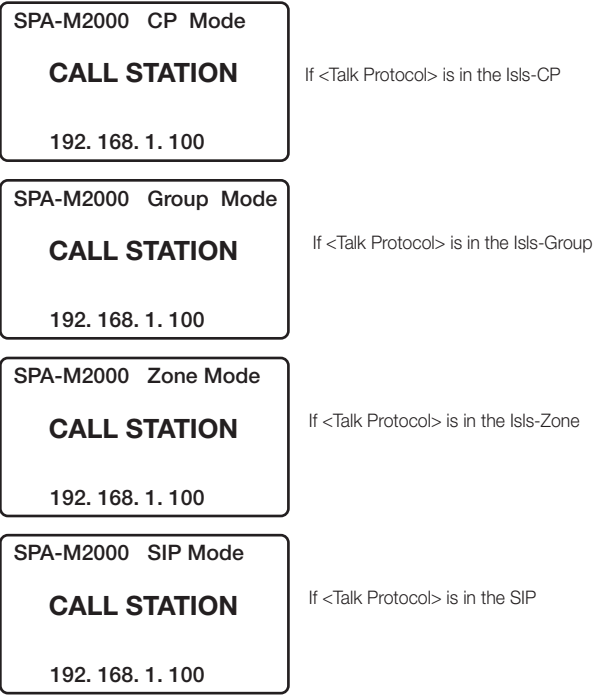 SPA-M2000 CP Mode
CALL STATION
192. 168. 1. 100
If <Talk Protocol> is in the Isls-CP
SPA-M2000 Group Mode
CALL STATION
192. 168. 1. 100
If <Talk Protocol> is in the Isls-Group
SPA-M2000 Zone Mode
CALL STATION
192. 168. 1. 100
If <Talk Protocol> is in the Isls-Zone
SPA-M2000 SIP Mode
CALL STATION
192. 168. 1. 100
If <Talk Protocol> is in the SIP